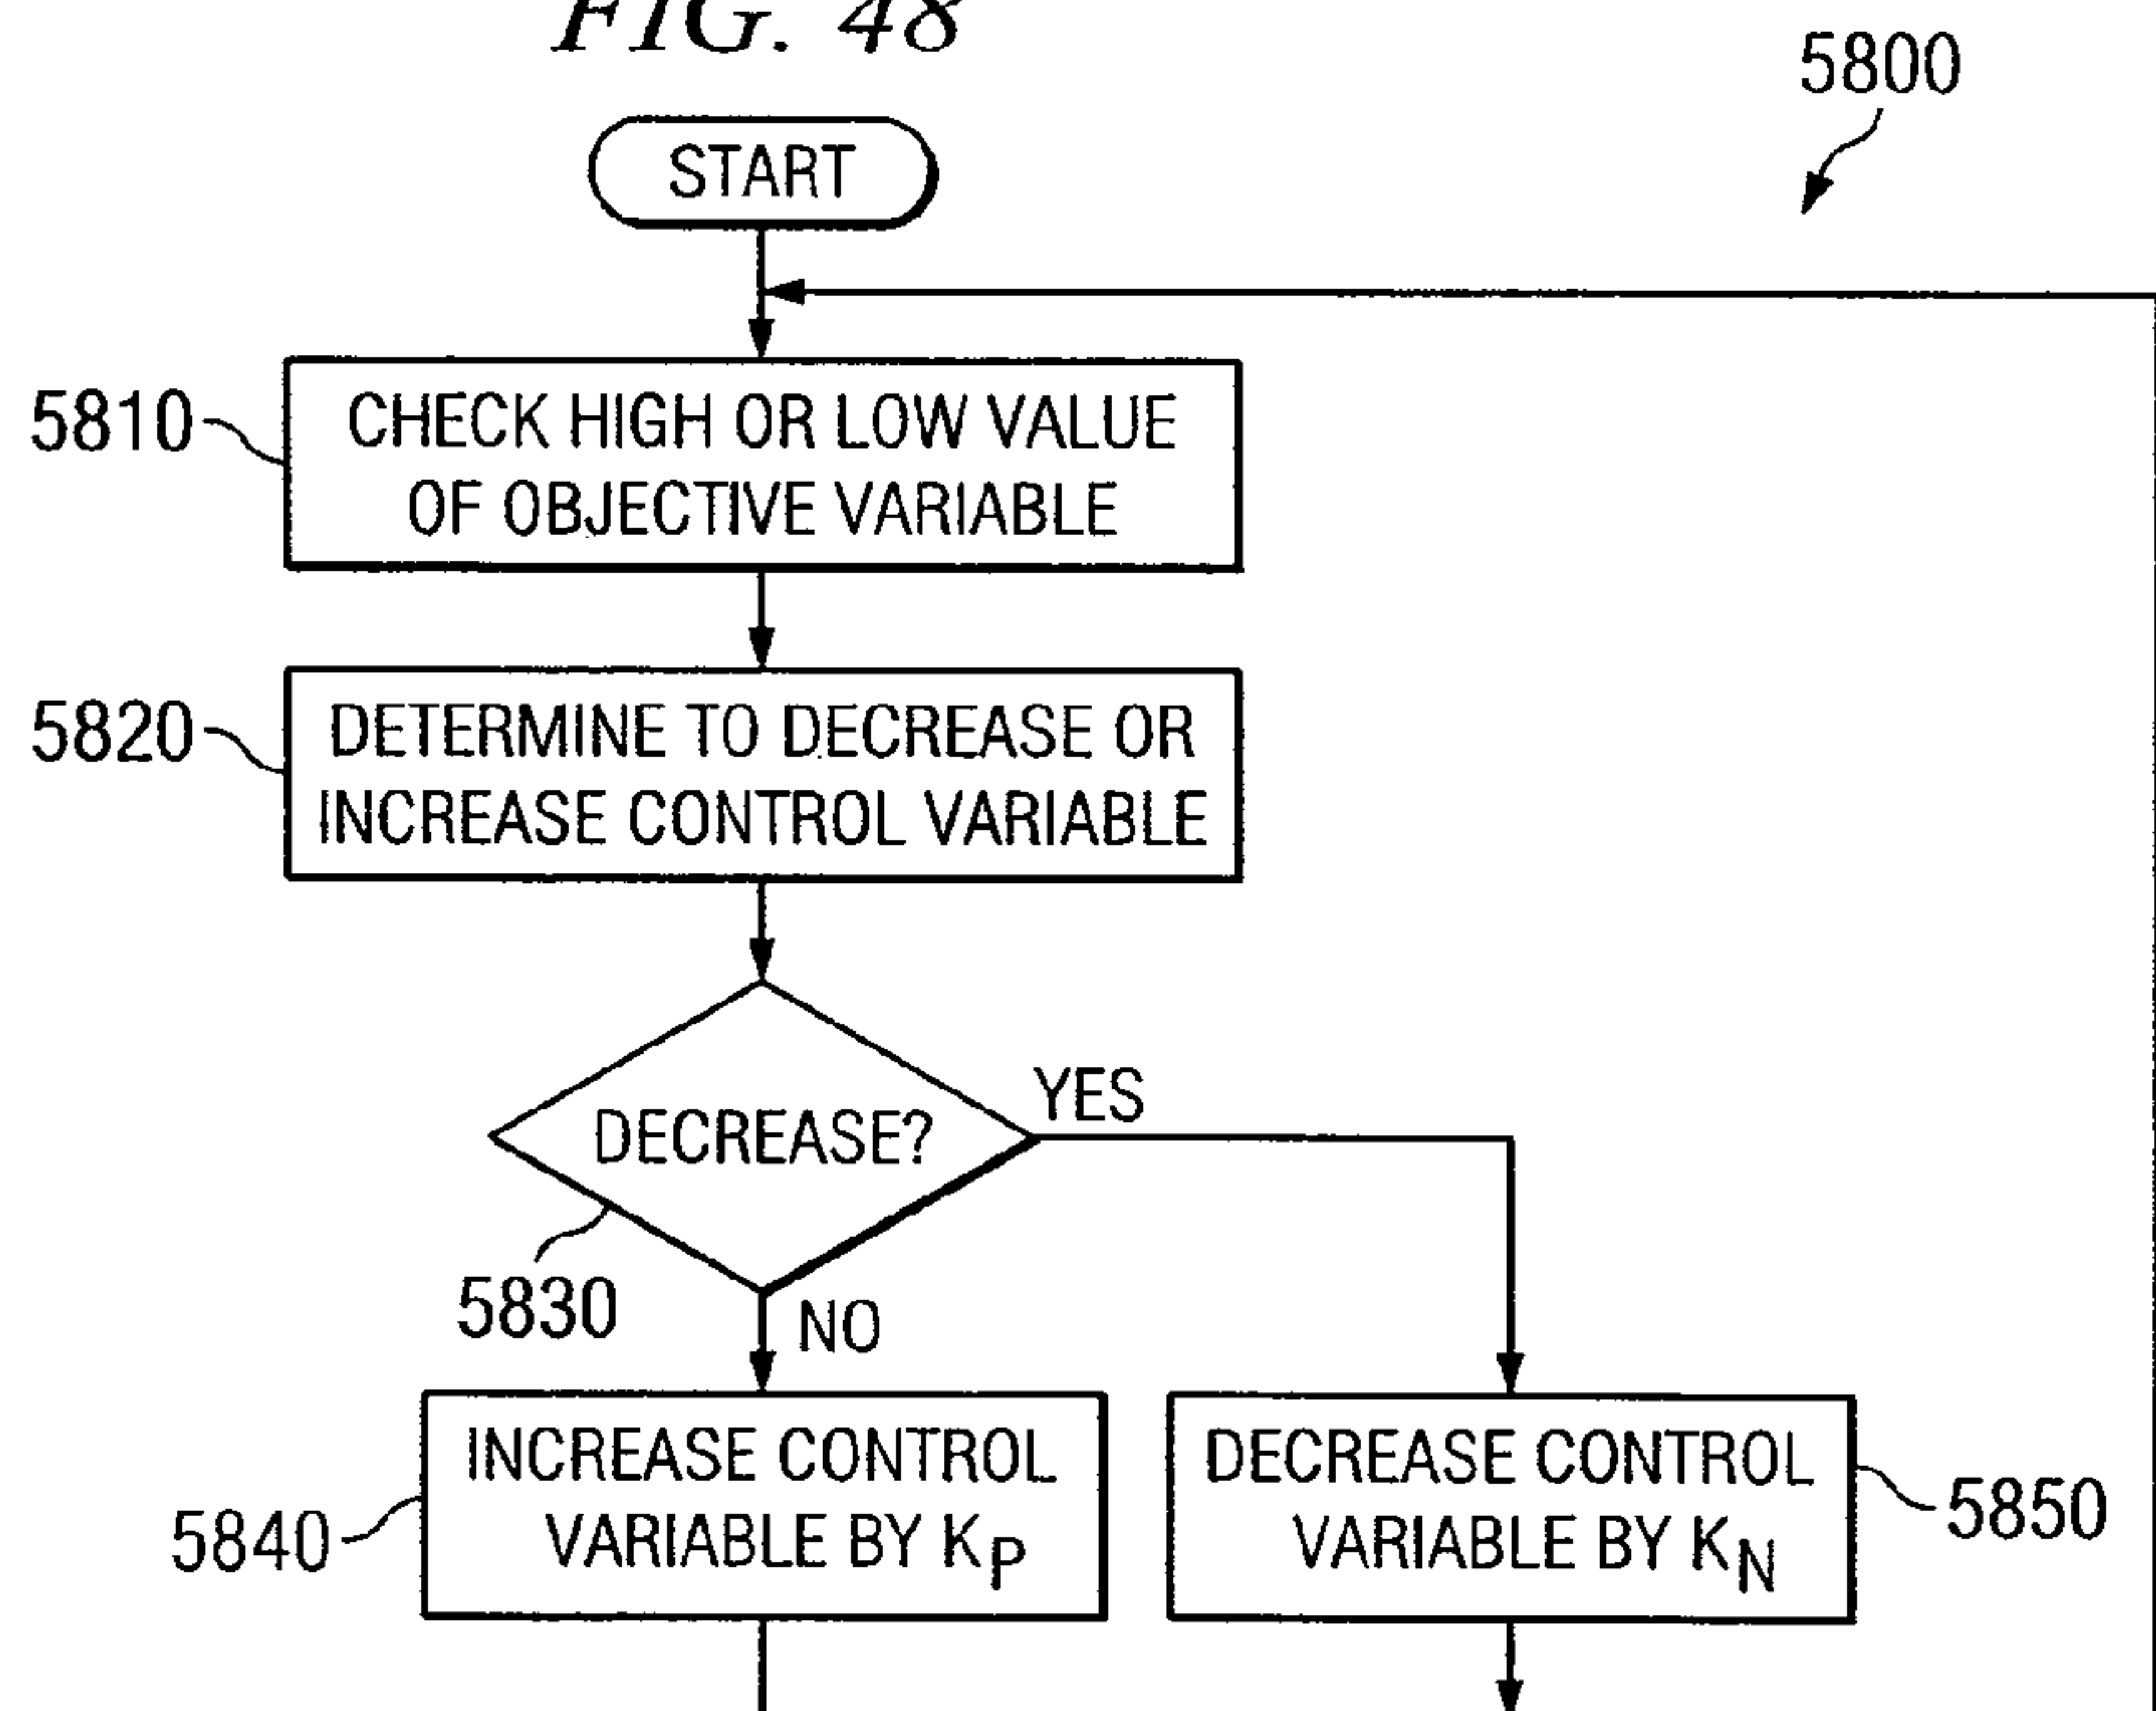 FIG. 48
5800
START
5810
CHECK HIGH OR LOW VALUE
OF OBJECTIVE VARIABLE
5820
DETERMINE TO DECREASE OR
INCREASE CONTROL VARIABLE
DECREASE?
YES
5830
NO
INCREASE CONTROL
VARIABLE BY KP
5840
DECREASE CONTROL
VARIABLE BY KN
5850